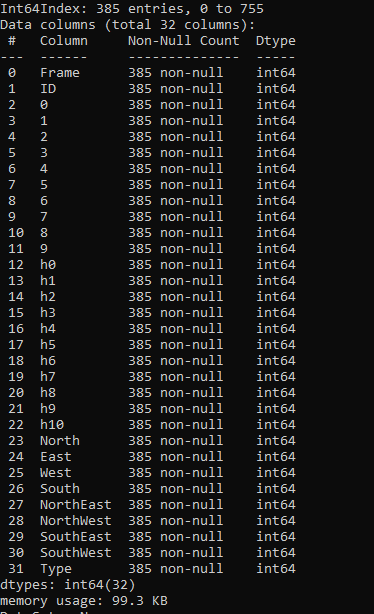 Int64Index: 385 entries, 0 to 755
Data columns (total 32 columns):
 #   Column     Non-Null Count  Dtype
---  ------     --------------  -----
 0   Frame      385 non-null    int64
 1   ID         385 non-null    int64
 2   0          385 non-null    int64
 3   1          385 non-null    int64
 4   2          385 non-null    int64
 5   3          385 non-null    int64
 6   4          385 non-null    int64
 7   5          385 non-null    int64
 8   6          385 non-null    int64
 9   7          385 non-null    int64
 10  8          385 non-null    int64
 11  9          385 non-null    int64
 12  h0         385 non-null    int64
 13  h1         385 non-null    int64
 14  h2         385 non-null    int64
 15  h3         385 non-null    int64
 16  h4         385 non-null    int64
 17  h5         385 non-null    int64
 18  h6         385 non-null    int64
 19  h7         385 non-null    int64
 20  h8         385 non-null    int64
 21  h9         385 non-null    int64
 22  h10        385 non-null    int64
 23  North      385 non-null    int64
 24  East       385 non-null    int64
 25  West       385 non-null    int64
 26  South      385 non-null    int64
 27  NorthEast  385 non-null    int64
 28  NorthWest  385 non-null    int64
 29  SouthEast  385 non-null    int64
 30  SouthWest  385 non-null    int64
 31  Type       385 non-null    int64
dtypes: int64(32)
memory usage: 99.3 KB